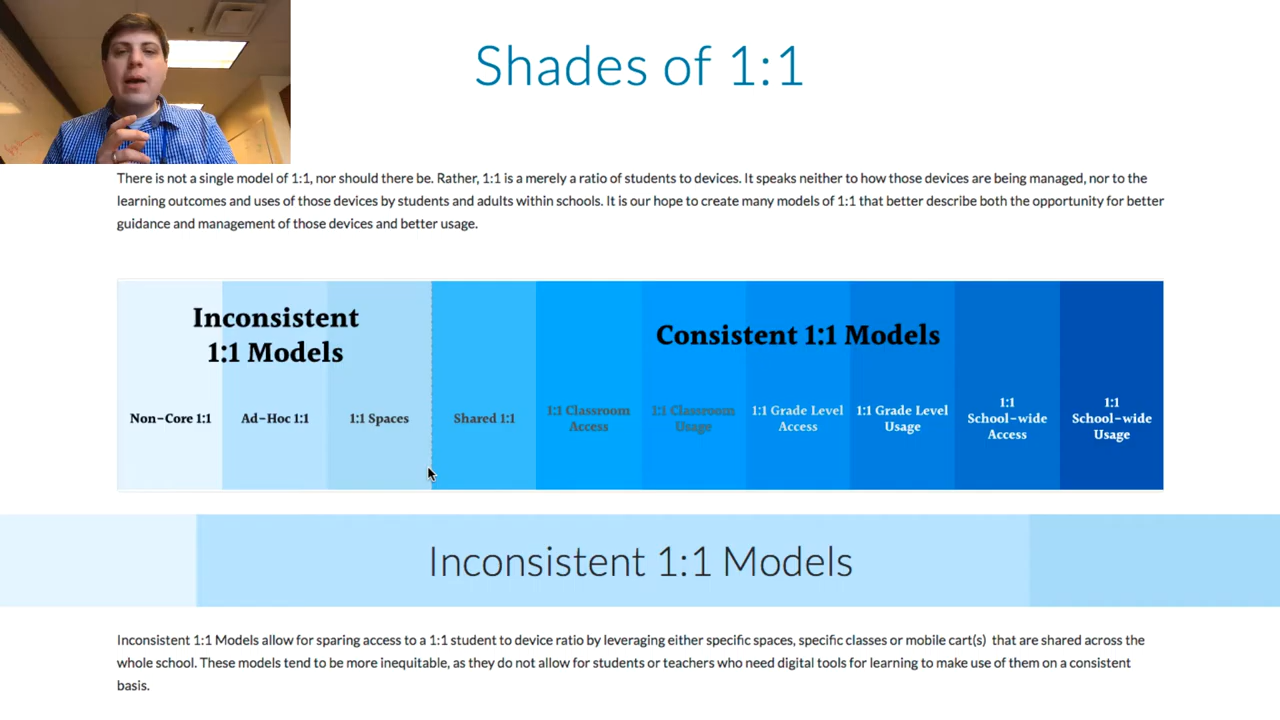 Shades of 1:1
There is not a single model of 1:1, nor should there be. Rather, 1:1 is a merely a ratio of students to devices. It speaks neither to how those devices are being managed, nor to the
learning outcomes and uses of those devices by students and adults within schools. It is our hope to create many models of 1:1 that better describe both the opportunity for better
guidance and management of those devices and better usage.
Inconsistent
1:1 Models
Consistent 1:1 Models
Non-Core 1:1
Ad-Hoc 1:1
1:1 Spaces
Shared 1:1
1:1 Classroom
Access
1:1 Classroom
Usage
1:1 Grade Level
Access
1:1 Grade Level
Usage
1:1
School-wide
Access
1:1
School-wide
Usage
Inconsistent 1:1 Models
Inconsistent 1:1 Models allow for sparing access to a 1:1 student to device ratio by leveraging either specific spaces, specific classes or mobile cart(s) that are shared across the
whole school. These models tend to be more inequitable, as they do not allow for students or teachers who need digital tools for learning to make use of them on a consistent
basis.